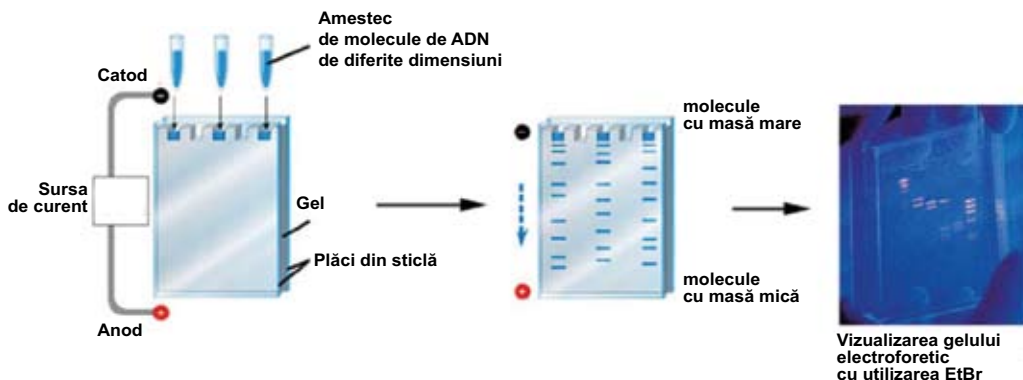 Amestec
de molecule de ADN
de diferite dimensiuni
Catod
−
Sursa
de curent
Gel
Plăci din sticlă
+
Anod
−
molecule
cu masă mare
+
molecule
cu masă mică
Vizualizarea gelului
electroforetic
cu utilizarea EtBr